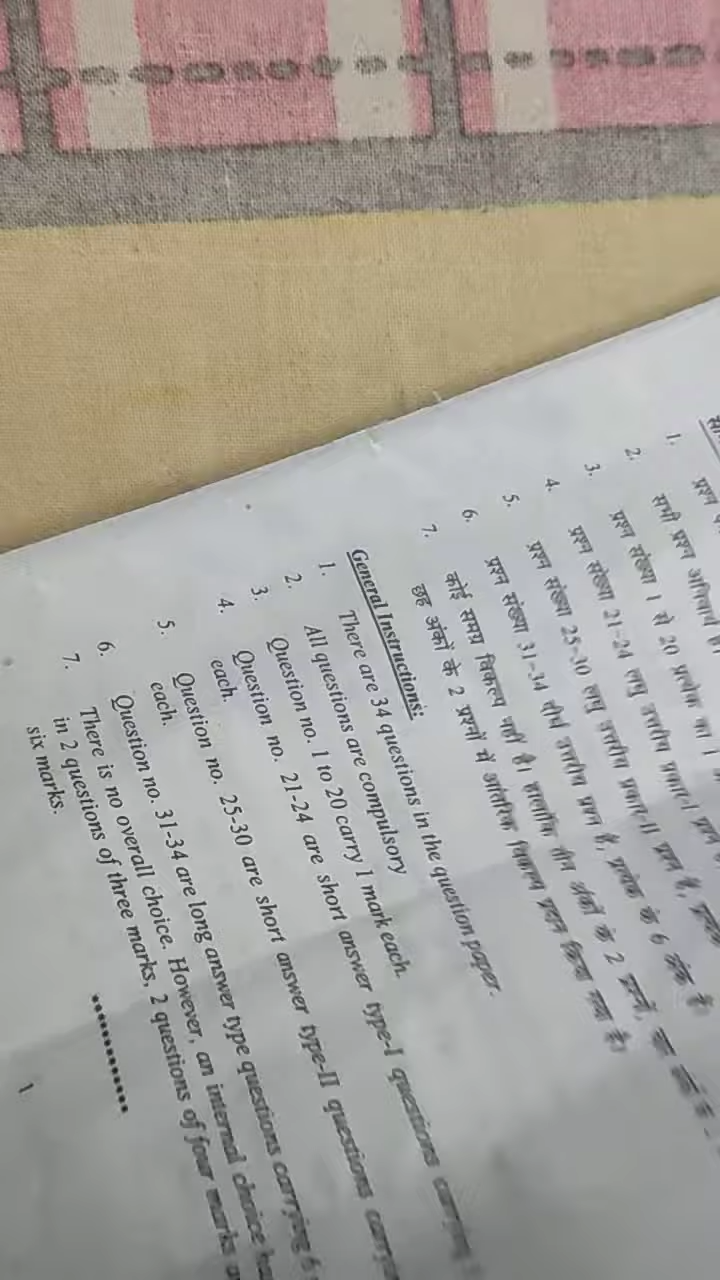 1. सभी प्रश्न अनिवार्य हैं।
2. प्रश्न संख्या 1 से 20 प्रत्येक का 1
3. प्रश्न संख्या 21-24 लघु उत्तरीय प्रकार-I प्रश्न
4. प्रश्न संख्या 25-30 लघु उत्तरीय प्रकार-II प्रश्न हैं, प्रत्येक
5. प्रश्न संख्या 31-34 दीर्घ उत्तरीय प्रश्न हैं, प्रत्येक के 6 अंक हैं।
6. कोई समग्र विकल्प नहीं है। हालांकि तीन अंकों के 2 प्रश्नों,
7. छह अंकों के 2 प्रश्नों में आंतरिक विकल्प प्रदान किया गया है।
General Instructions:
1. There are 34 questions in the question paper.
2. All questions are compulsory
3. Question no. 1 to 20 carry 1 mark each.
4. Question no. 21-24 are short answer type-I questions carrying
each.
5. Question no. 25-30 are short answer type-II questions
each.
6. Question no. 31-34 are long answer type questions carrying 6
7. There is no overall choice. However, an internal choice
in 2 questions of three marks, 2 questions of four marks
six marks.
************
1